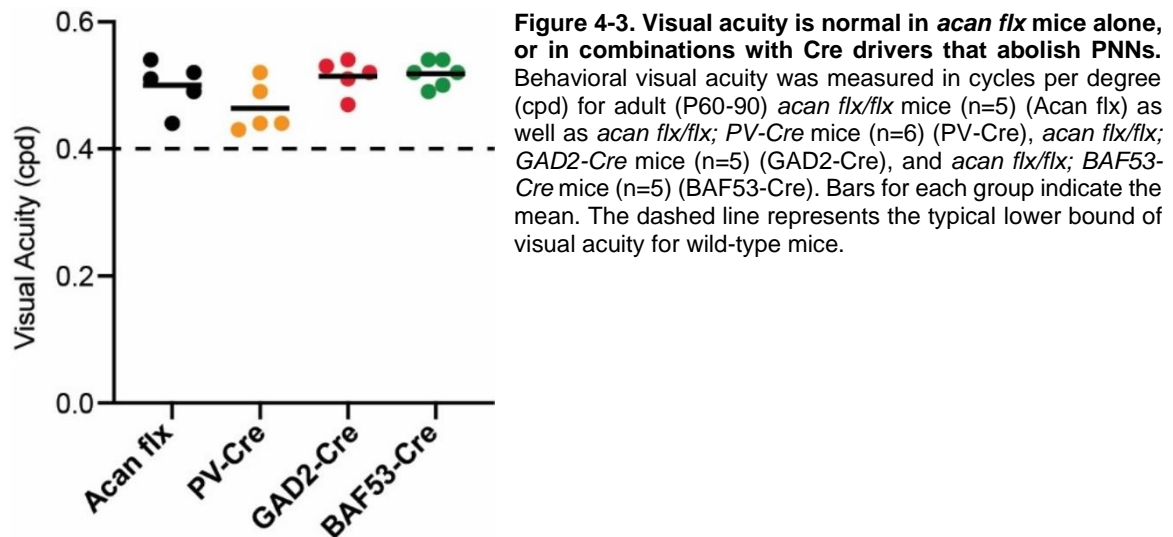 0.6
0.4
0.2
0.0
Visual Acuity (cpd)
Acan flx
PV-Cre
GAD2-Cre
BAF53-Cre
Figure 4-3. Visual acuity is normal in acan flx mice alone,
or in combinations with Cre drivers that abolish PNNs.
Behavioral visual acuity was measured in cycles per degree
(cpd) for adult (P60-90) acan flx/flx mice (n=5) (Acan flx) as
well as acan flx/flx; PV-Cre mice (n=6) (PV-Cre), acan flx/flx;
GAD2-Cre mice (n=5) (GAD2-Cre), and acan flx/flx; BAF53-
Cre mice (n=5) (BAF53-Cre). Bars for each group indicate the
mean. The dashed line represents the typical lower bound of
visual acuity for wild-type mice.